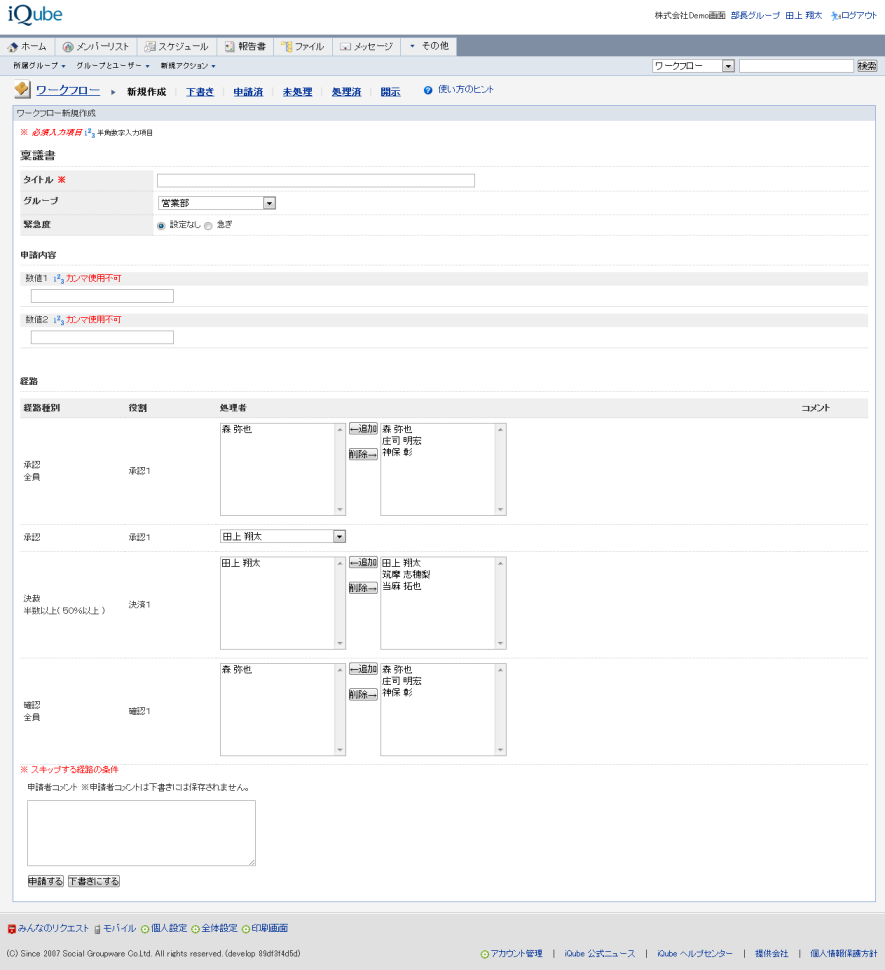 iQube
株式会社Demo画面 部長グループ 田上 翔太 ログアウト
ホーム メンバーリスト スケジュール 報告書 ファイル メッセージ その他
所属グループ グループとユーザー 新規アクション ワークフロー 検索
ワークフロー 新規作成 下書き 申請済 未処理 処理済 開示 使い方のヒント
ワークフロー新規作成
※ 必須入力項目 123 半角数字入力項目
稟議書
タイトル ※
グループ 営業部
緊急度 設定なし 急ぎ
申請内容
数値1 123 カンマ使用不可
数値2 123 カンマ使用不可
経路
経路種別 役割 処理者 コメント
承認
全員
承認1
森 弥也
←追加
削除→
森 弥也
庄司 明宏
神保 彰
承認 承認1 田上 翔太
決裁
半数以上( 50%以上 )
決済1
田上 翔太
←追加
削除→
田上 翔太
筑摩 志穂梨
当麻 拓也
確認
全員
確認1
森 弥也
←追加
削除→
森 弥也
庄司 明宏
神保 彰
※ スキップする経路の条件
申請者コメント ※申請者コメントは下書きには保存されません。
申請する 下書きにする
みんなのリクエスト モバイル 個人設定 全体設定 印刷画面
(C) Since 2007 Social Groupware Co.Ltd. All rights reserved. (develop 89df3f4d5d)
アカウント管理 | iQube 公式ニュース | iQube ヘルプセンター | 提供会社 | 個人情報保護方針